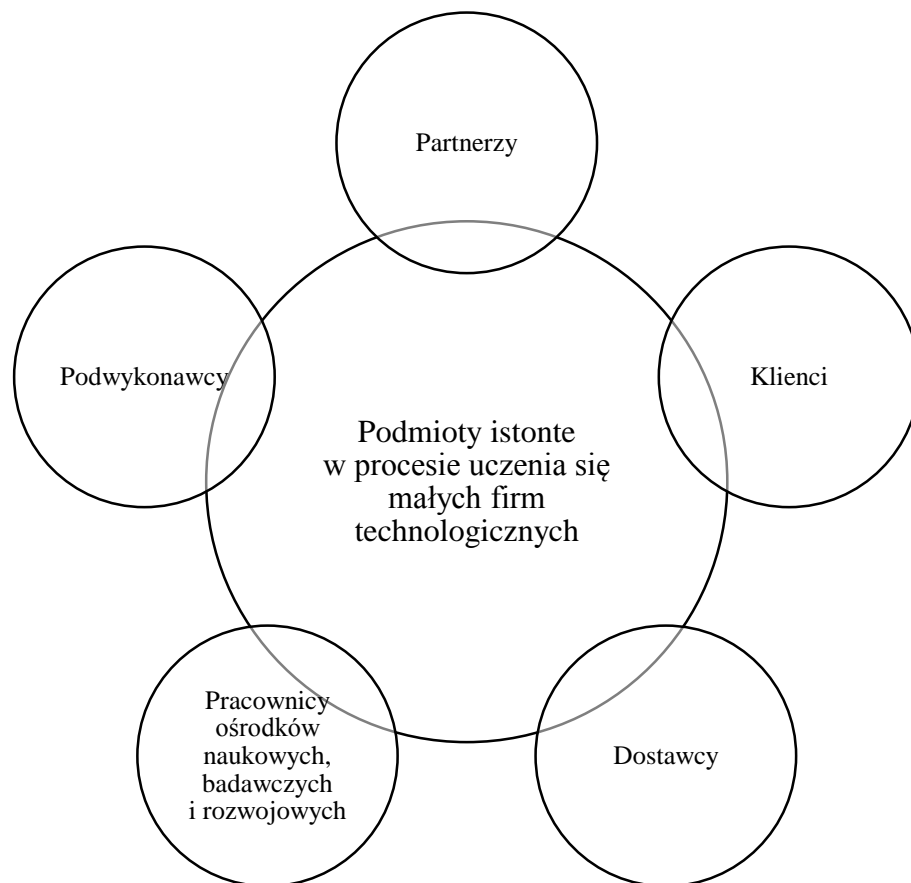 Partnerzy
Podwykonawcy
Klienci
Podmioty istonte
w procesie uczenia się
małych firm
technologicznych
Pracownicy
ośrodków
naukowych,
badawczych
i rozwojowych
Dostawcy